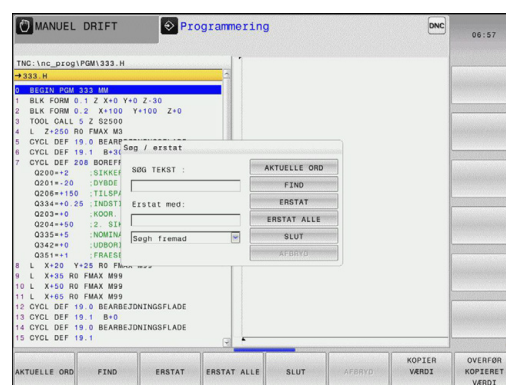 MANUEL DRIFT
Programmering
DNC
06:57
TNC:\nc_prog\PGM\333.H
→333.H
0 BEGIN PGM 333 MM
1 BLK FORM 0.1 Z X+0 Y+0 Z-30
2 BLK FORM 0.2 X+100 Y+100 Z+0
3 TOOL CALL 5 Z S2500
4 L Z+250 R0 FMAX M3
5 CYCL DEF 19.0 BEARBEJDNINGSFLADE
6 CYCL DEF 19.1 B+30
7 CYCL DEF 208 BOREFR
Q200=+2 ;SIKKE
Q201=-20 ;DYBDE
Q206=+150 ;TILSP
Q334=+0.25 ;INDST
Q203=+0 ;KOOR.
Q204=+50 ;2. SI
Q335=+5 ;NOMIN
Q342=+0 ;UDBOR
Q351=+1 ;FRAES
8 L X+20 Y+25 R0 FMAX M99
9 L X+35 R0 FMAX M99
10 L X+50 R0 FMAX M99
11 L X+65 R0 FMAX M99
12 CYCL DEF 19.0 BEARBEJDNINGSFLADE
13 CYCL DEF 19.1 B+0
14 CYCL DEF 19.0 BEARBEJDNINGSFLADE
15 CYCL DEF 19.1
Søg / erstat
SØG TEKST :
Erstat med:
Søgh fremad
AKTUELLE ORD
FIND
ERSTAT
ERSTAT ALLE
SLUT
AFBRYD
AKTUELLE ORD
FIND
ERSTAT
ERSTAT ALLE
SLUT
AFBRYD
KOPIER VÆRDI
OVERFØR KOPIERET VÆRDI